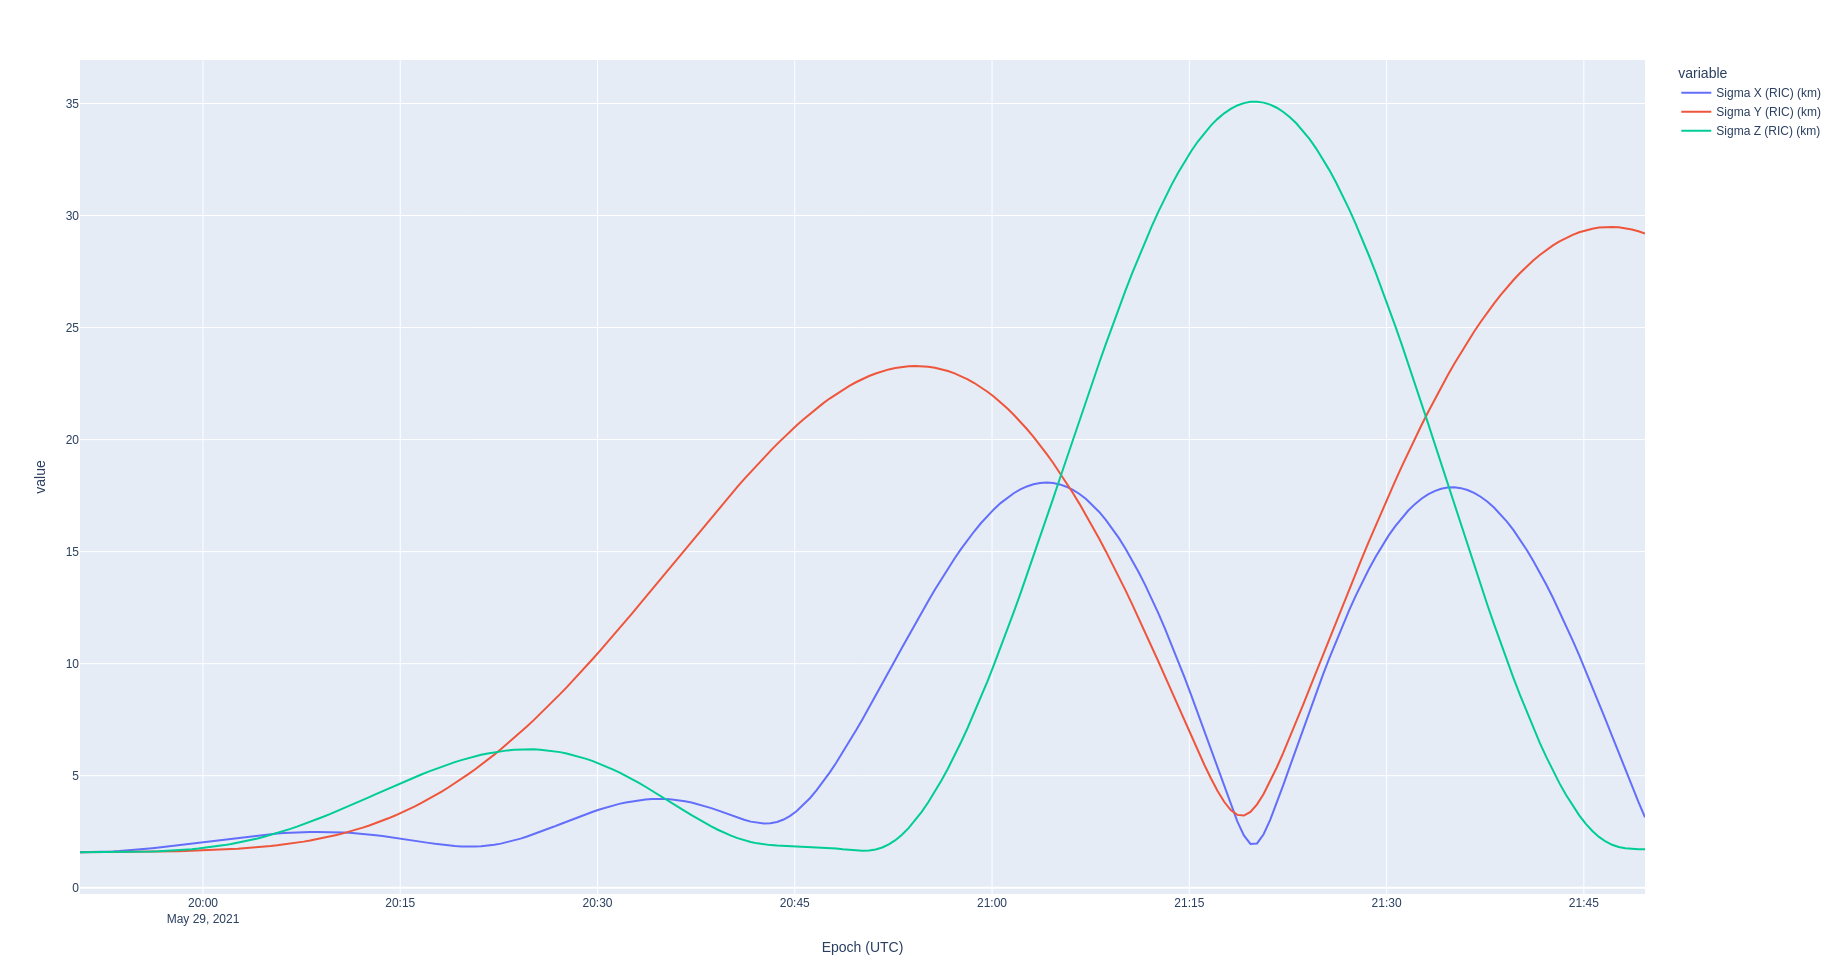 variable
Sigma X (RIC) (km)
Sigma Y (RIC) (km)
Sigma Z (RIC) (km)
value
35
30
25
20
15
10
5
0
20:00 20:15 20:30 20:45 21:00 21:15 21:30 21:45
May 29, 2021
Epoch (UTC)